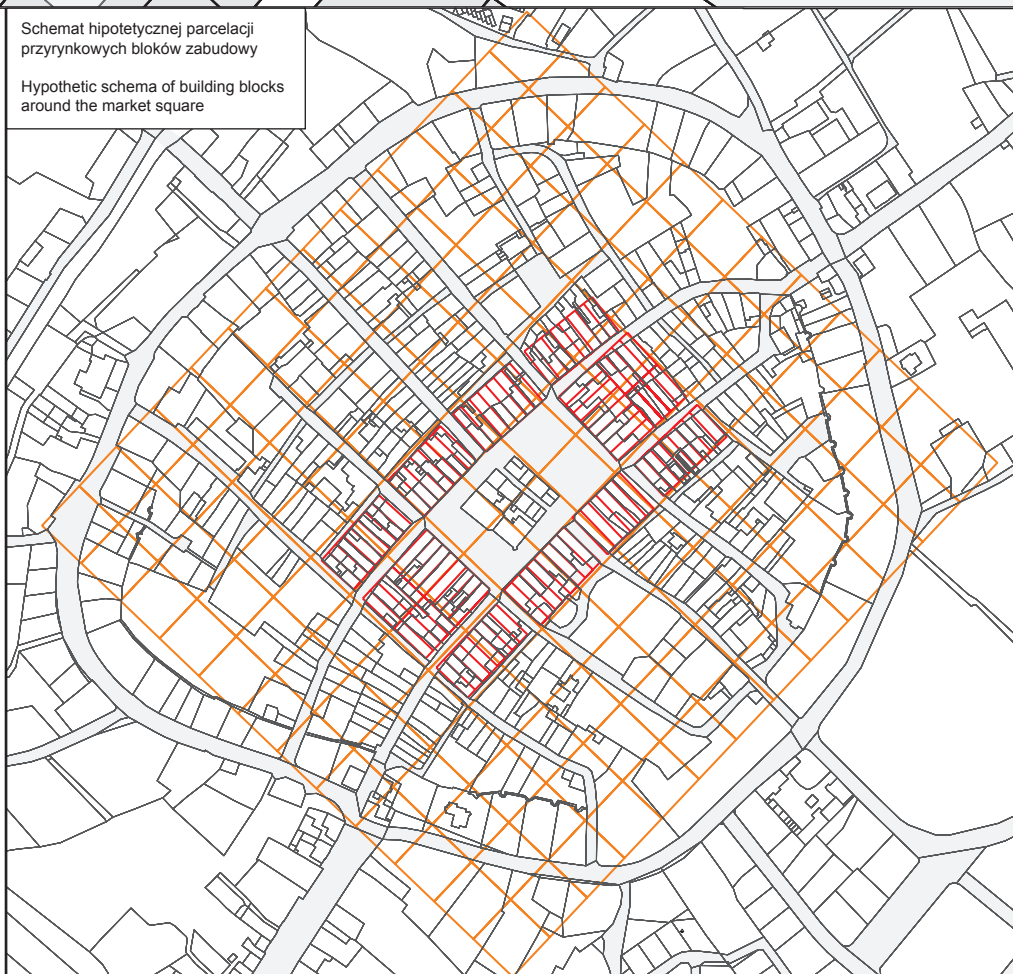 Schemat hipotetycznej parcelacji
przyrynkowych bloków zabudowy
Hypothetic schema of building blocks
around the market square